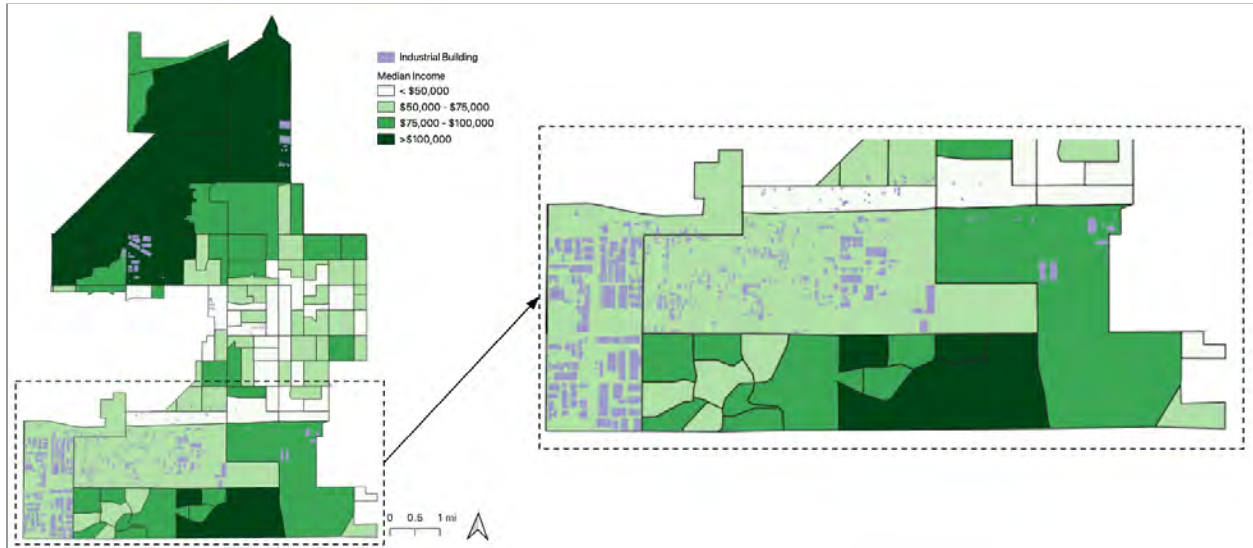 Industrial Building
Median Income
< $50,000
$50,000 - $75,000
$75,000 - $100,000
>$100,000
0 0.5 1 mi